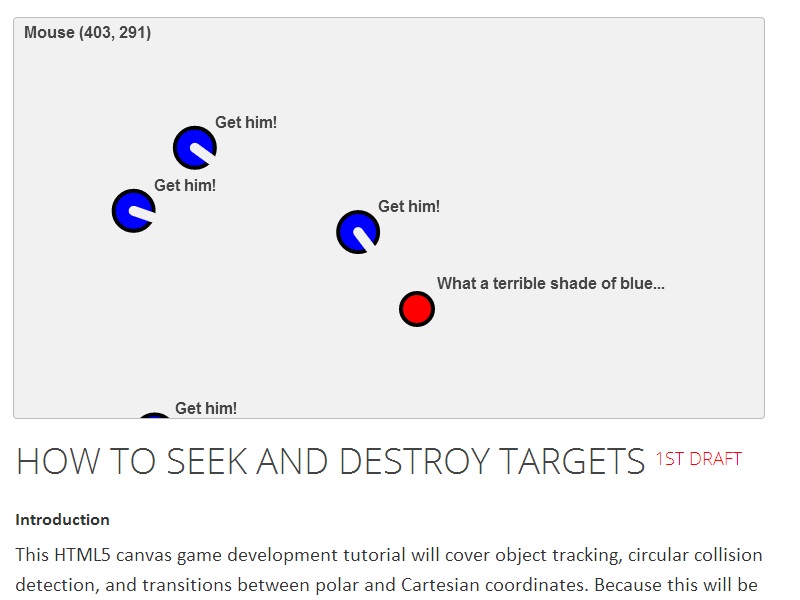 Mouse (403, 291)
Get him!
Get him!
Get him!
What a terrible shade of blue...
Get him!
HOW TO SEEK AND DESTROY TARGETS 1ST DRAFT
Introduction
This HTML5 canvas game development tutorial will cover object tracking, circular collision
detection, and transitions between polar and Cartesian coordinates. Because this will be